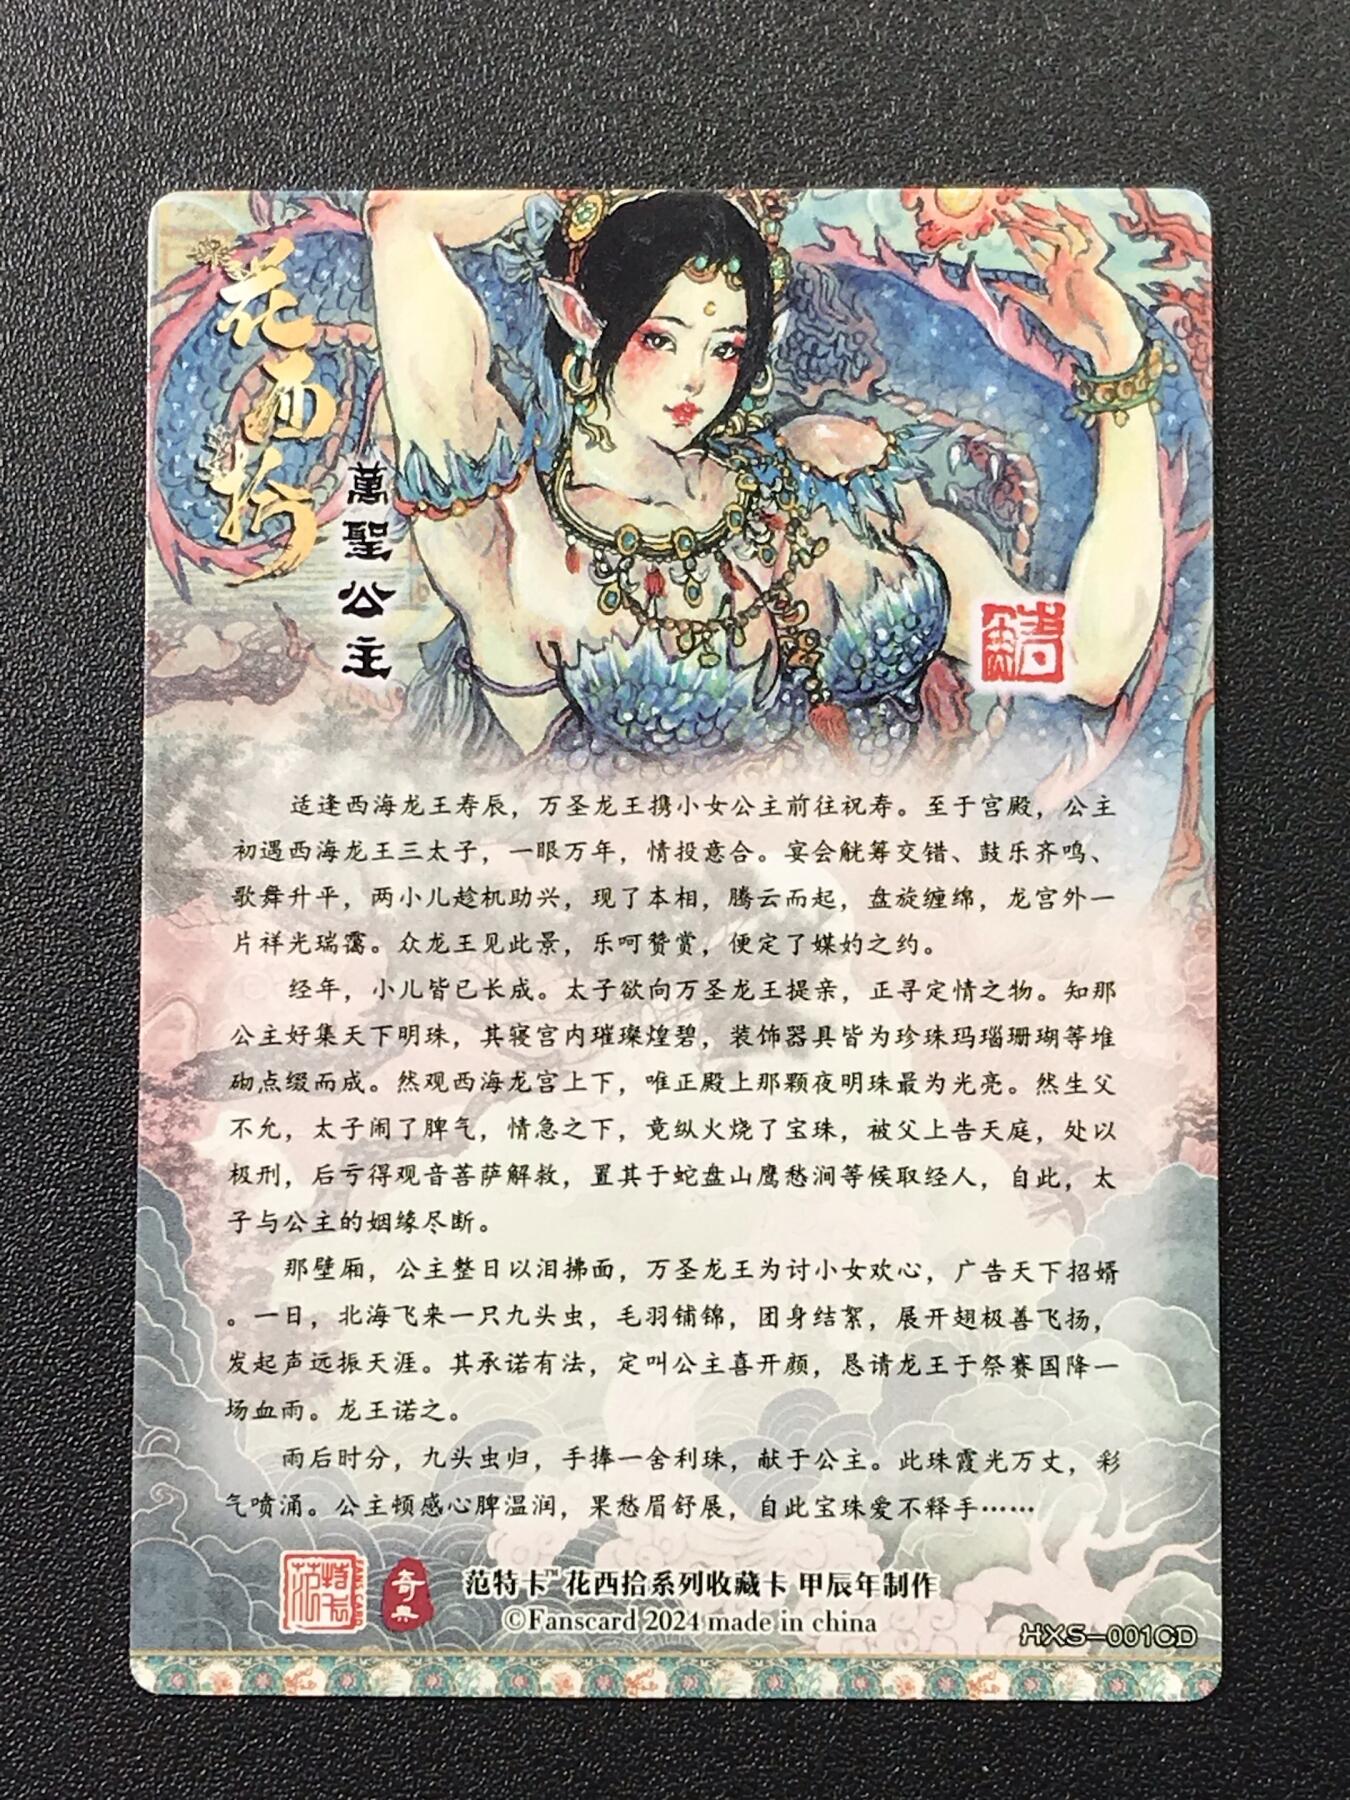 花西拾
萬聖公主
适逢西海龙王寿辰，万圣龙王携小女公主前往祝寿。至于宫殿，公主
初遇西海龙王三太子，一眼万年，情投意合。宴会觥筹交错、鼓乐齐鸣、
歌舞升平，两小儿趁机助兴，现了本相，腾云而起，盘旋缠绵，龙宫外一
片祥光瑞霭。众龙王见此景，乐呵赞赏，便定了媒妁之约。
经年，小儿皆已长成。太子欲向万圣龙王提亲，正寻定情之物。知那
公主好集天下明珠，其寝宫内璀璨煌碧，装饰器具皆为珍珠玛瑙珊瑚等堆
砌点缀而成。然观西海龙宫上下，唯正殿上那颗夜明珠最为光亮。然生父
不允，太子闹了脾气，情急之下，竟纵火烧了宝珠，被父上告天庭，处以
极刑，后亏得观音菩萨解救，置其于蛇盘山鹰愁涧等候取经人，自此，太
子与公主的姻缘尽断。
那壁厢，公主整日以泪拂面，万圣龙王为讨小女欢心，广告天下招婿
。一日，北海飞来一只九头虫，毛羽铺锦，团身结絮，展开翅极善飞扬，
发起声远振天涯。其承诺有法，定叫公主喜开颜，恳请龙王于祭赛国降一
场血雨。龙王诺之。
雨后时分，九头虫归，手捧一舍利珠，献于公主。此珠霞光万丈，彩
气喷涌。公主顿感心脾温润，果愁眉舒展，自此宝珠爱不释手……
范特卡 FANS CARD
奇典
范特卡™花西拾系列收藏卡 甲辰年制作
©Fanscard 2024 made in china
HXS-001CD